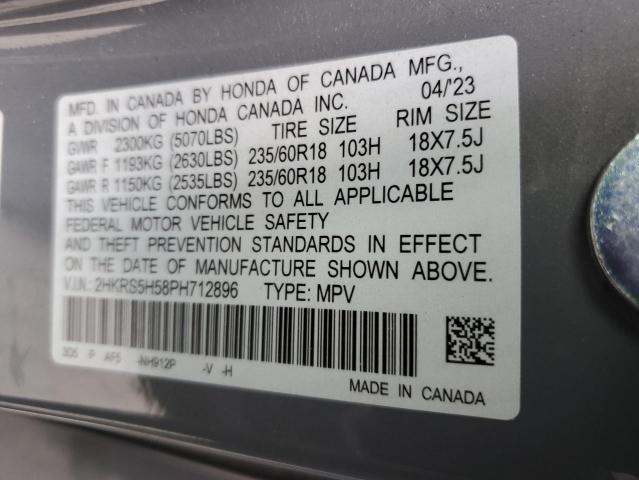 MFD. IN CANADA BY HONDA OF CANADA MFG.,
A DIVISION OF HONDA CANADA INC. 04/'23
GVWR 2300KG (5070LBS) TIRE SIZE RIM SIZE
GAWR F 1193KG (2630LBS) 235/60R18 103H 18X7.5J
GAWR R 1150KG (2535LBS) 235/60R18 103H 18X7.5J
THIS VEHICLE CONFORMS TO ALL APPLICABLE
FEDERAL MOTOR VEHICLE SAFETY
AND THEFT PREVENTION STANDARDS IN EFFECT
ON THE DATE OF MANUFACTURE SHOWN ABOVE.
V.I.N.: 2HKRS5H58PH712896 TYPE: MPV
3D5 P AF5 -NH912P -V -H
MADE IN CANADA